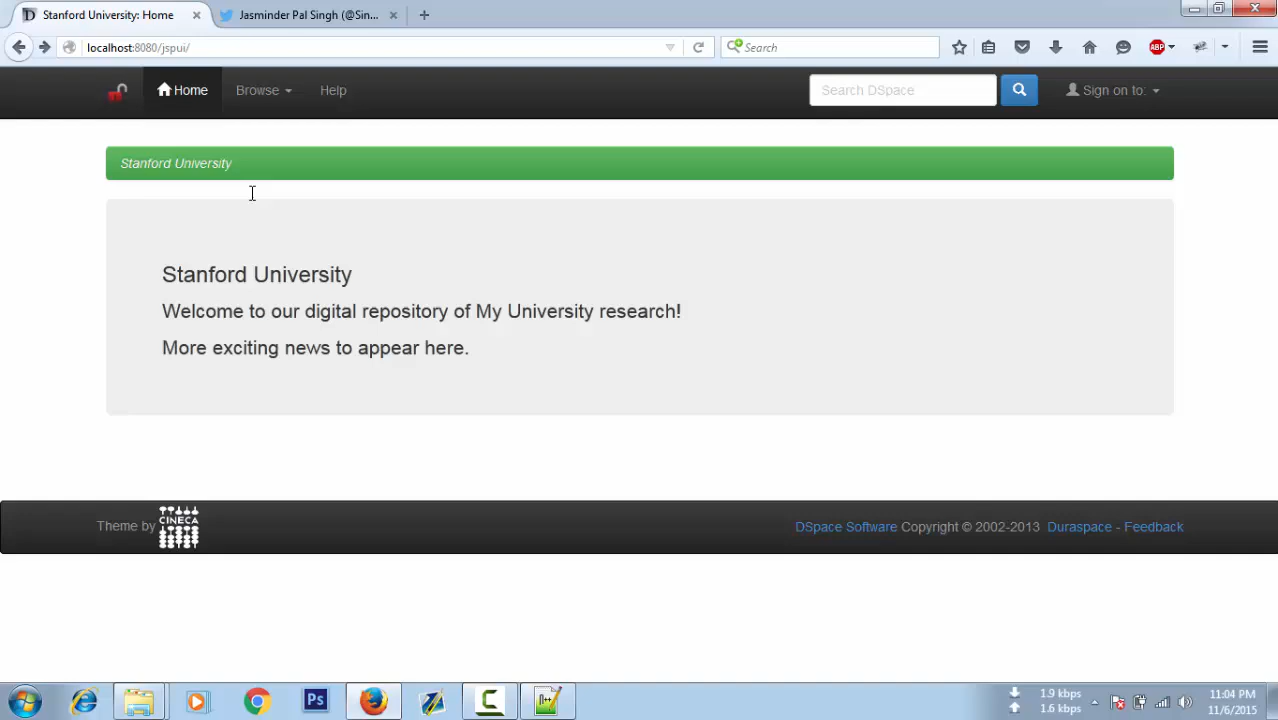 Stanford University: Home
Jasminder Pal Singh (@Sin...
localhost:8080/jspui/
Search
ABP
Home
Browse
Help
Search DSpace
Sign on to:
Stanford University
Stanford University
Welcome to our digital repository of My University research!
More exciting news to appear here.
Theme by
CINECA
DSpace Software Copyright © 2002-2013 Duraspace - Feedback
Ps
1.9 kbps
1.6 kbps
11:04 PM
11/6/2015